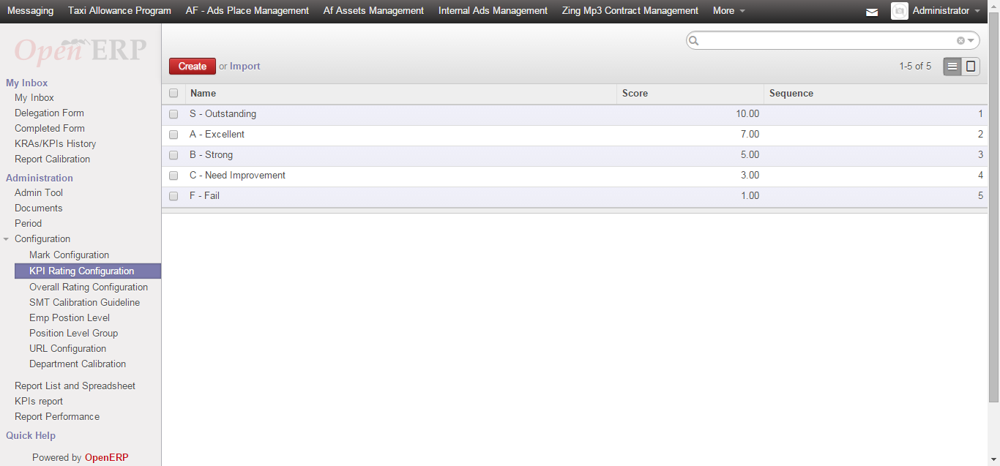 Messaging Taxi Allowance Program AF - Ads Place Management Af Assets Management Internal Ads Management Zing Mp3 Contract Management More Administrator
Open ERP
Create or Import 1-5 of 5
My Inbox
My Inbox
Delegation Form
Completed Form
KRAs/KPIs History
Report Calibration
Administration
Admin Tool
Documents
Period
Configuration
Mark Configuration
KPI Rating Configuration
Overall Rating Configuration
SMT Calibration Guideline
Emp Postion Level
Position Level Group
URL Configuration
Department Calibration
Report List and Spreadsheet
KPIs report
Report Performance
Quick Help
Powered by OpenERP
Name Score Sequence
S - Outstanding 10.00 1
A - Excellent 7.00 2
B - Strong 5.00 3
C - Need Improvement 3.00 4
F - Fail 1.00 5